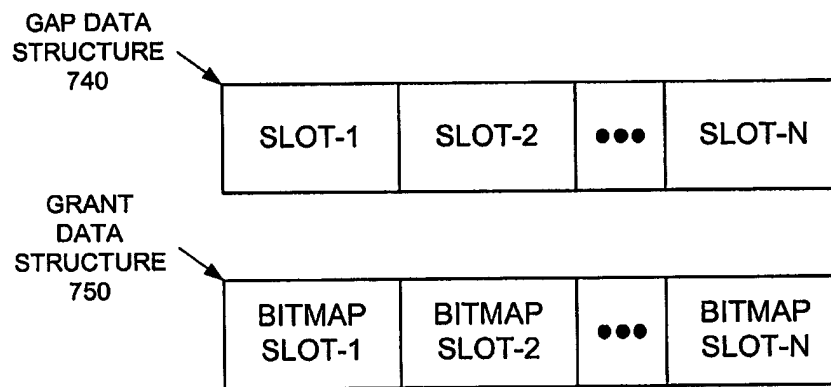 GAP DATA
STRUCTURE
740
SLOT-1 SLOT-2 ••• SLOT-N
GRANT
DATA
STRUCTURE
750
BITMAP SLOT-1
BITMAP SLOT-2
•••
BITMAP SLOT-N